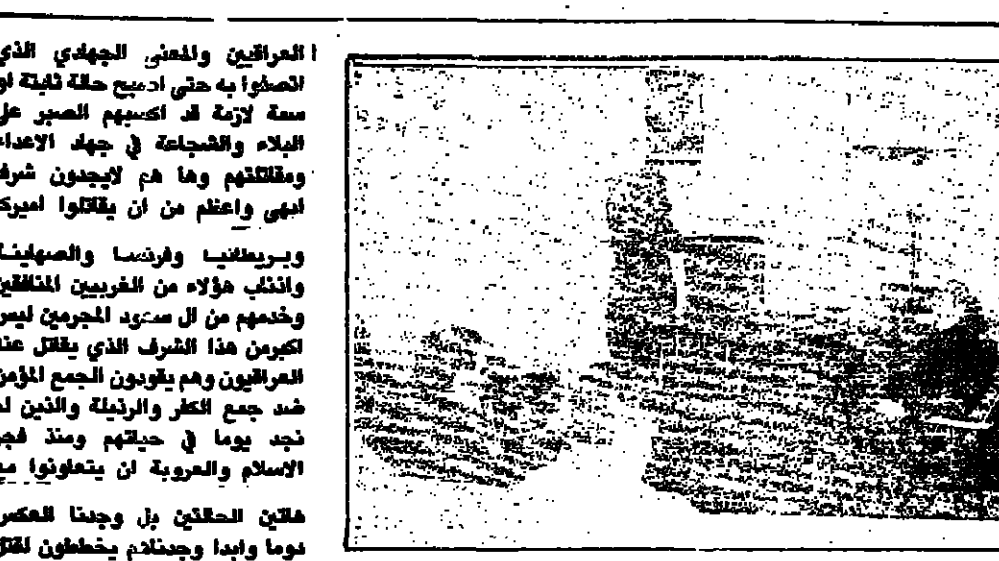 العراقيين والمعنى الجهادي الذي
اتصفوا به حتى اصبح حالة ثابتة او
سمة لازمة قد اكسبهم الصبر على
البلاء والشجاعة في جهاد الاعداء
ومقاتلتهم وها هم لايجدون شرف
ابهى واعظم من ان يقاتلوا اميركا
وبريطانيا وفرنسا والصهاينة
واذناب هؤلاء من الغربيين المنافقين
وخدمهم من ال سعود المجرمين ليس
اكبرمن هذا الشرف الذي يقاتل عنه
العراقيون وهم يقودون الجمع المؤمن
ضد جمع الكفر والرذيلة والذين لم
نجد يوما في حياتهم ومنذ فجر
الاسلام والعروبة ان يتعاونوا مع
هاتين الحالتين بل وجدنا العكس
دوما وابدا وجدناهم يخططون لقتل